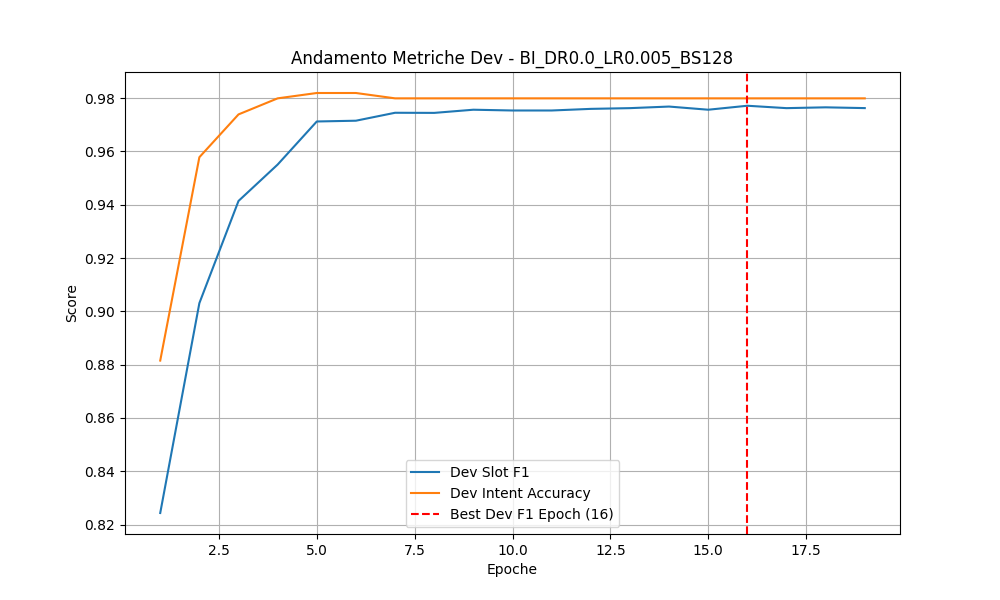 Andamento Metriche Dev - BI_DR0.0_LR0.005_BS128
Score
0.98
0.96
0.94
0.92
0.90
0.88
0.86
0.84
0.82
Dev Slot F1
Dev Intent Accuracy
Best Dev F1 Epoch (16)
2.5 5.0 7.5 10.0 12.5 15.0 17.5
Epoche